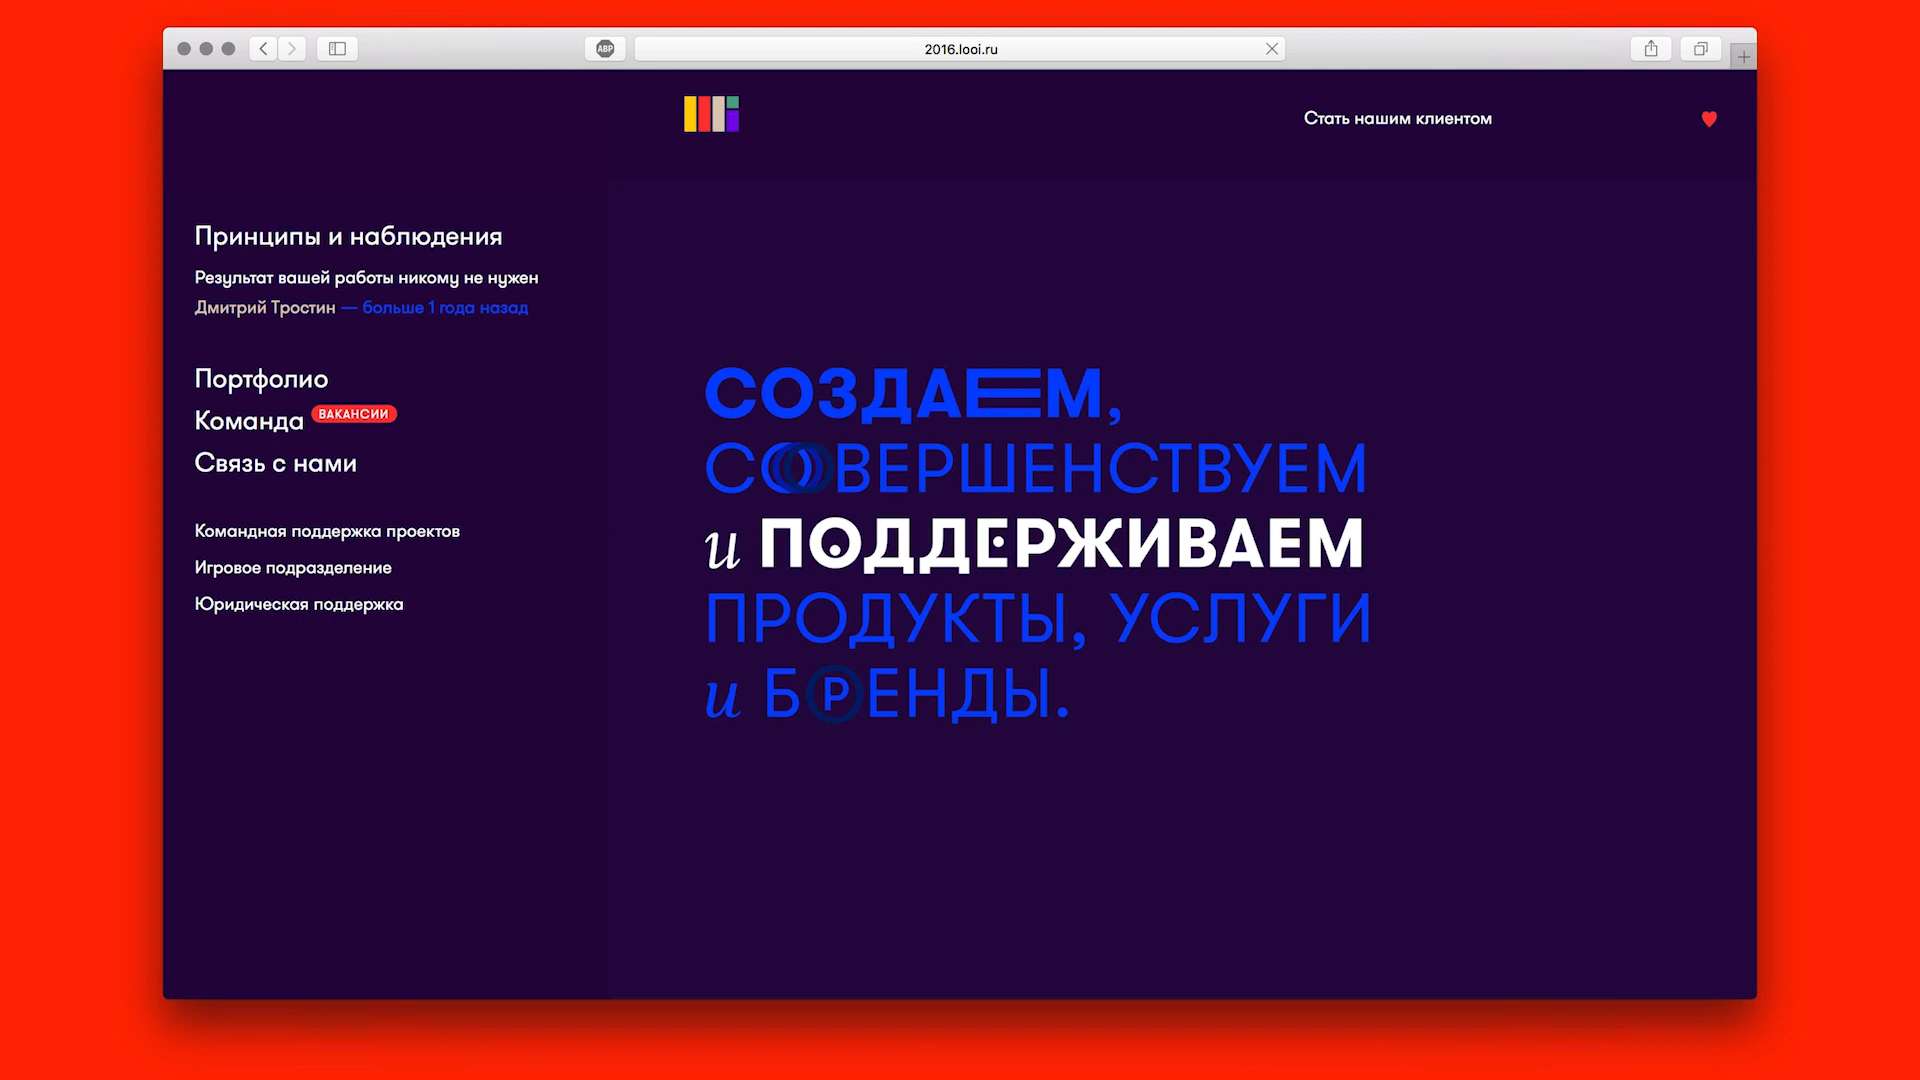 ABP
2016.looi.ru
Стать нашим клиентом
Принципы и наблюдения
Результат вашей работы никому не нужен
Дмитрий Тростин — больше 1 года назад
Портфолио
Команда ВАКАНСИИ
Связь с нами
Командная поддержка проектов
Игровое подразделение
Юридическая поддержка
СОЗДАЕМ,
СОВЕРШЕНСТВУЕМ
и ПОДДЕРЖИВАЕМ
ПРОДУКТЫ, УСЛУГИ
и БРЕНДЫ.